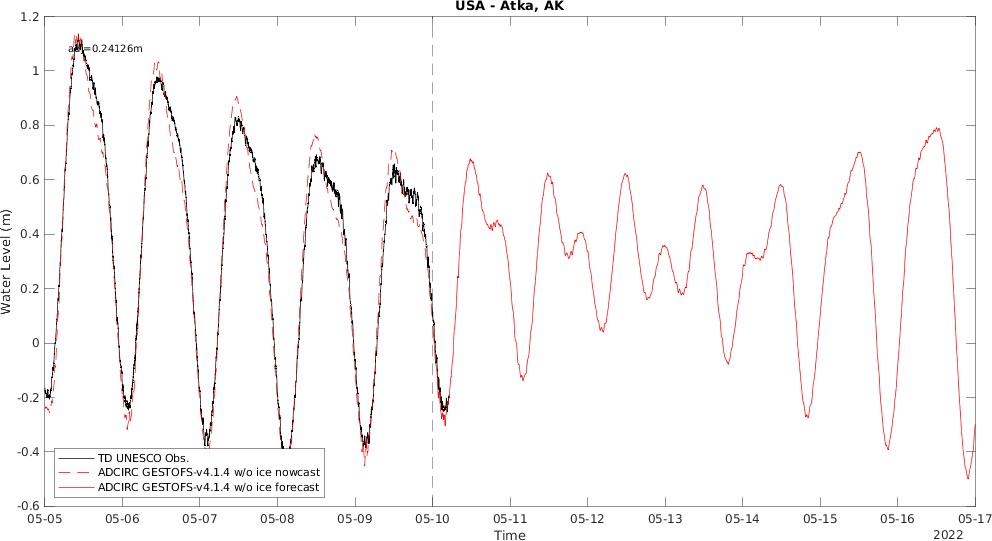 USA - Atka, AK
1.2
1
0.8
0.6
0.4
0.2
0
-0.2
-0.4
-0.6
Water Level (m)
=0.24126m
TD UNESCO Obs.
ADCIRC GESTOFS-v4.1.4 w/o ice nowcast
ADCIRC GESTOFS-v4.1.4 w/o ice forecast
05-05 05-06 05-07 05-08 05-09 05-10 05-11 05-12 05-13 05-14 05-15 05-16 05-17
Time
2022